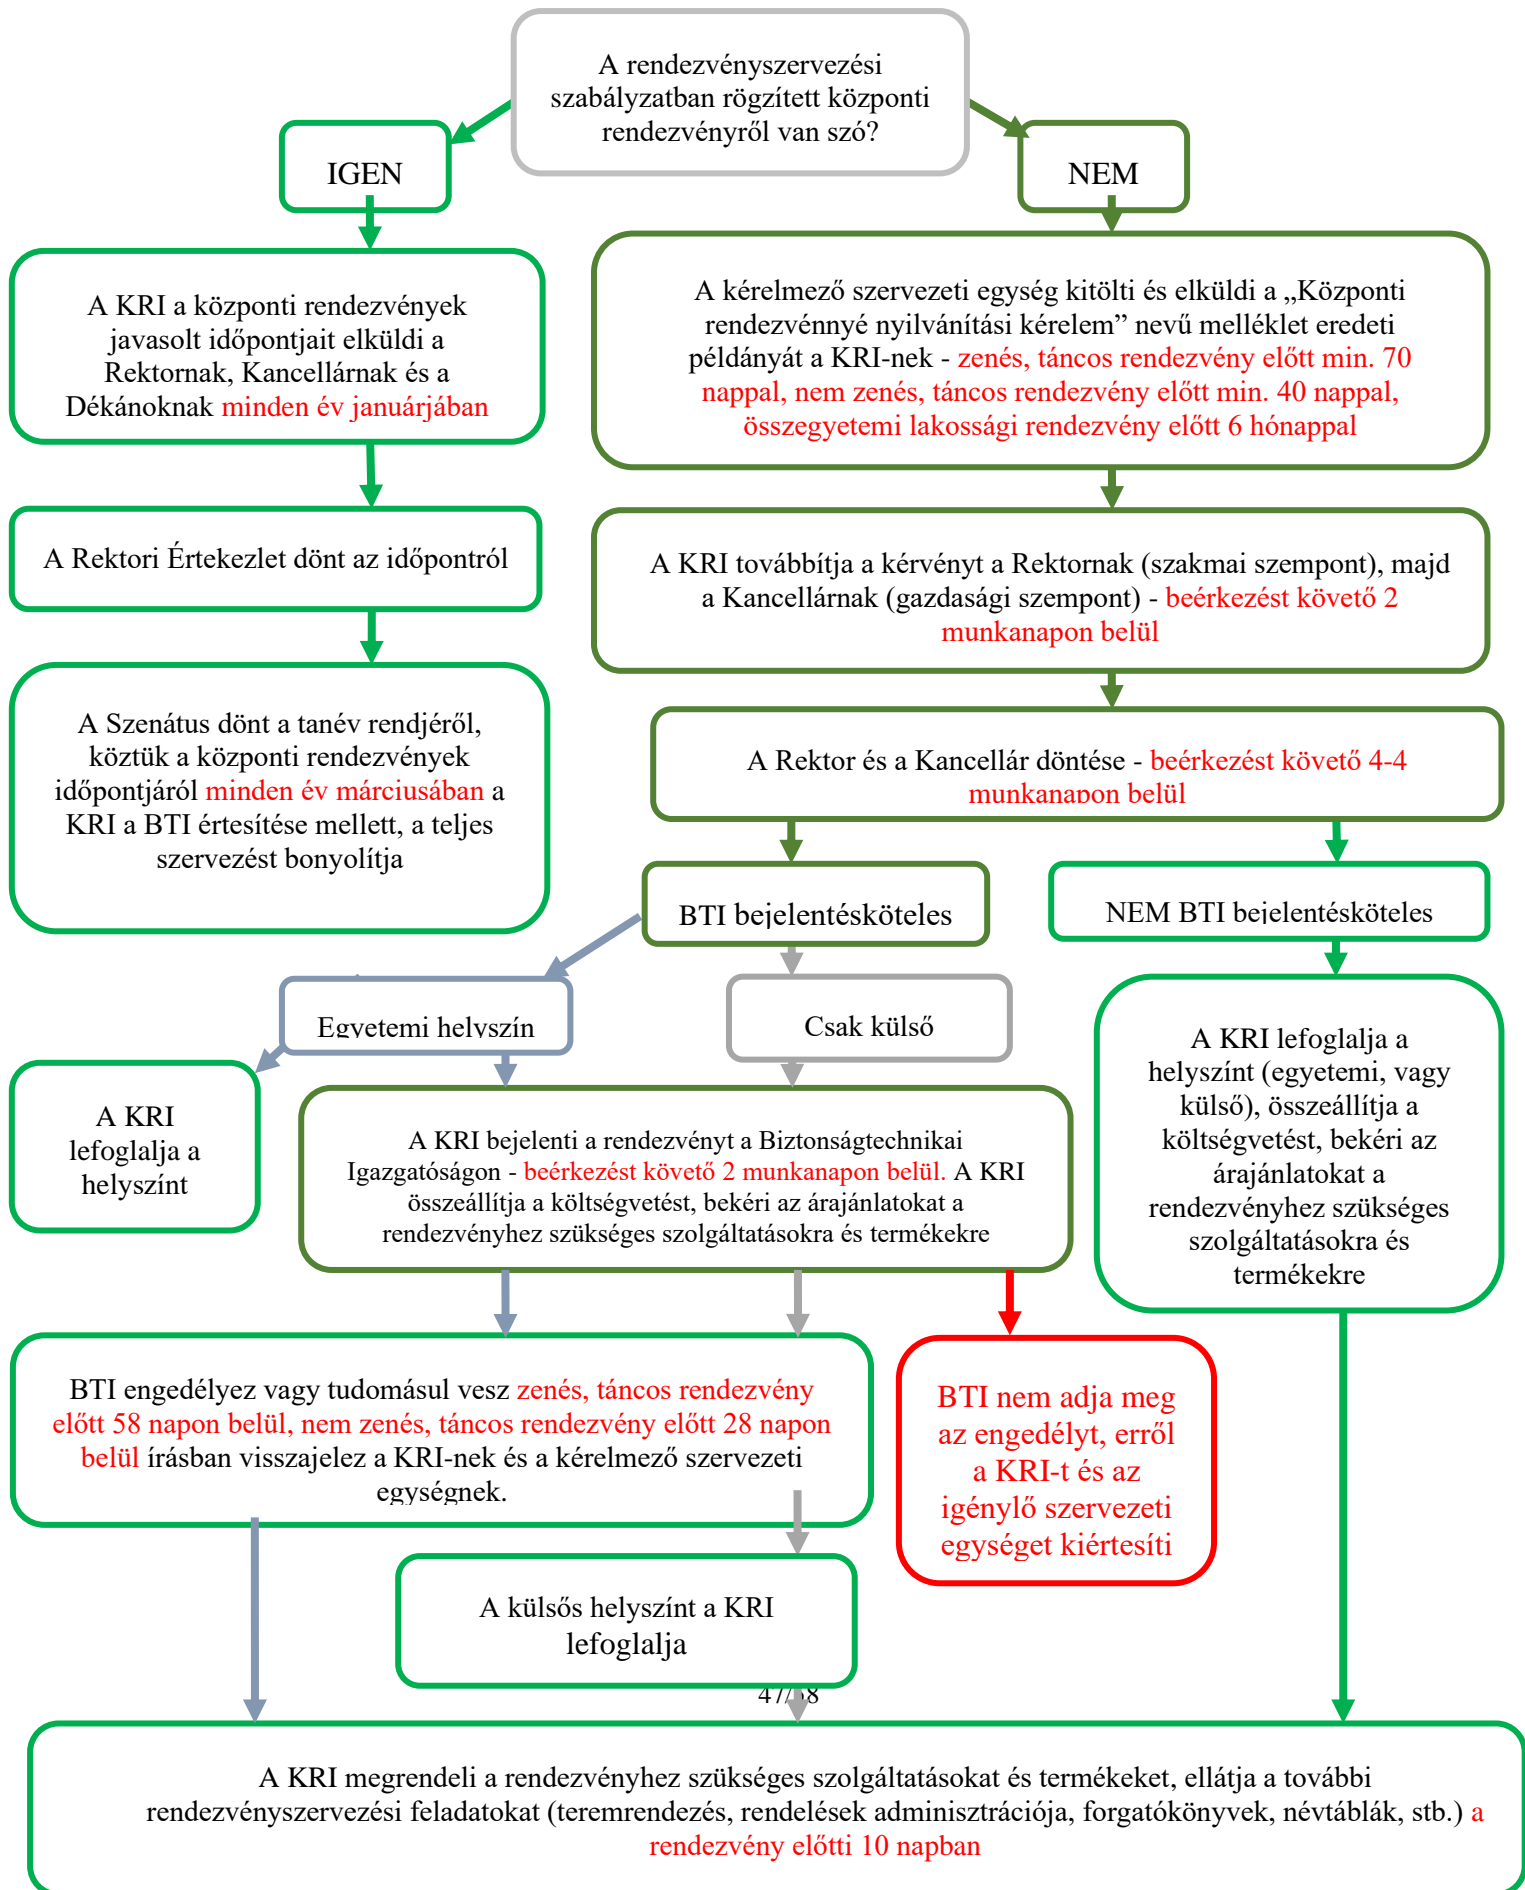 A rendezvényszervezési
szabályzatban rögzített központi
rendezvényről van szó?
IGEN
NEM
A KRI a központi rendezvények
javasolt időpontjait elküldi a
Rektornak, Kancellárnak és a
Dékánoknak minden év januárjában
A kérelmező szervezeti egység kitölti és elküldi a „Központi
rendezvénnyé nyilvánítási kérelem” nevű melléklet eredeti
példányát a KRI-nek - zenés, táncos rendezvény előtt min. 70
nappal, nem zenés, táncos rendezvény előtt min. 40 nappal,
összegyetemi lakossági rendezvény előtt 6 hónappal
A Rektori Értekezlet dönt az időpontról
A KRI továbbítja a kérvényt a Rektornak (szakmai szempont), majd
a Kancellárnak (gazdasági szempont) - beérkezést követő 2
munkanapon belül
A Szenátus dönt a tanév rendjéről,
köztük a központi rendezvények
időpontjáról minden év márciusában a
KRI a BTI értesítése mellett, a teljes
szervezést bonyolítja
A Rektor és a Kancellár döntése - beérkezést követő 4-4
munkanapon belül
BTI bejelentésköteles
NEM BTI bejelentésköteles
Egyetemi helyszín
Csak külső
A KRI
lefoglalja a
helyszínt
A KRI bejelenti a rendezvényt a Biztonságtechnikai
Igazgatóságon - beérkezést követő 2 munkanapon belül. A KRI
összeállítja a költségvetést, bekéri az árajánlatokat a
rendezvényhez szükséges szolgáltatásokra és termékekre
A KRI lefoglalja a
helyszínt (egyetemi, vagy
külső), összeállítja a
költségvetést, bekéri az
árajánlatokat a
rendezvényhez szükséges
szolgáltatásokra és
termékekre
BTI engedélyez vagy tudomásul vesz zenés, táncos rendezvény
előtt 58 napon belül, nem zenés, táncos rendezvény előtt 28 napon
belül írásban visszajelez a KRI-nek és a kérelmező szervezeti
egységnek.
BTI nem adja meg
az engedélyt, erről
a KRI-t és az
igénylő szervezeti
egységet kiértesíti
A külsős helyszínt a KRI
lefoglalja
47/58
A KRI megrendeli a rendezvényhez szükséges szolgáltatásokat és termékeket, ellátja a további
rendezvényszervezési feladatokat (teremrendezés, rendelések adminisztrációja, forgatókönyvek, névtáblák, stb.) a
rendezvény előtti 10 napban